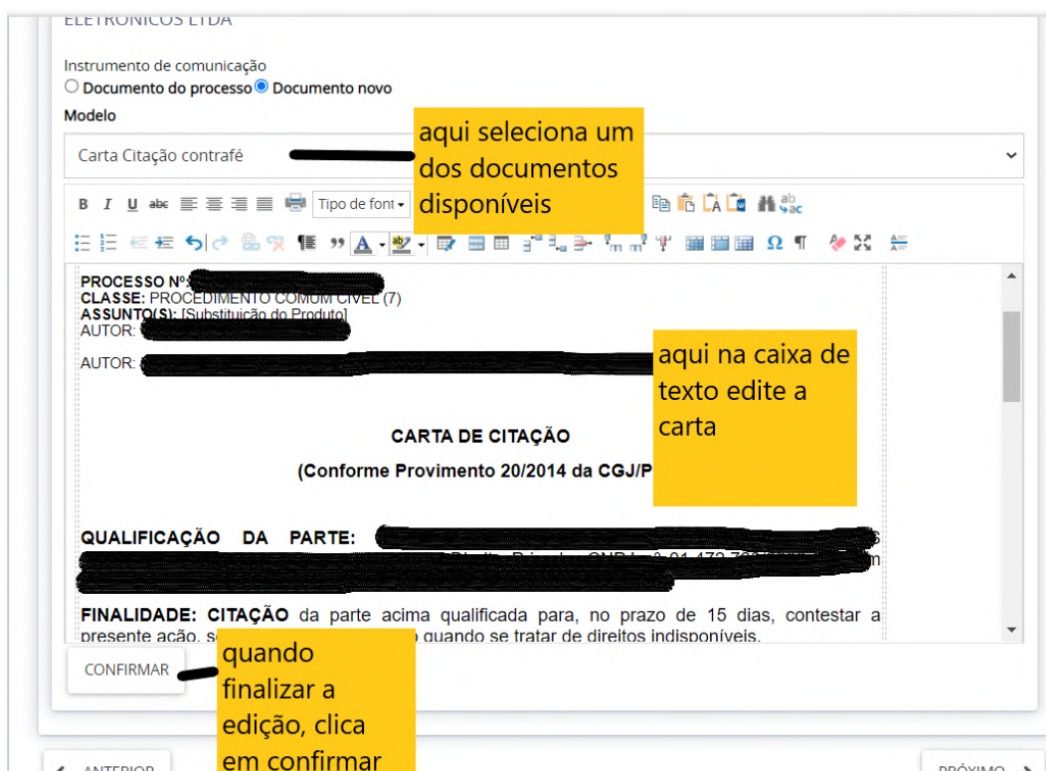 ELETRONICOS LTDA
Instrumento de comunicação
Documento do processo Documento novo
Modelo
Carta Citação contrafé
aqui seleciona um
dos documentos
disponíveis
B I U abc Tipo de font
PROCESSO Nº:
CLASSE: PROCEDIMENTO COMUM CÍVEL (7)
ASSUNTO(S): [Substituição do Produto]
AUTOR:
AUTOR:
aqui na caixa de
texto edite a
carta
CARTA DE CITAÇÃO
(Conforme Provimento 20/2014 da CGJ/P
QUALIFICAÇÃO DA PARTE:
FINALIDADE: CITAÇÃO da parte acima qualificada para, no prazo de 15 dias, contestar a
presente ação, quando se tratar de direitos indisponíveis.
CONFIRMAR
quando
finalizar a
edição, clica
em confirmar
ANTERIOR
PRÓXIMO